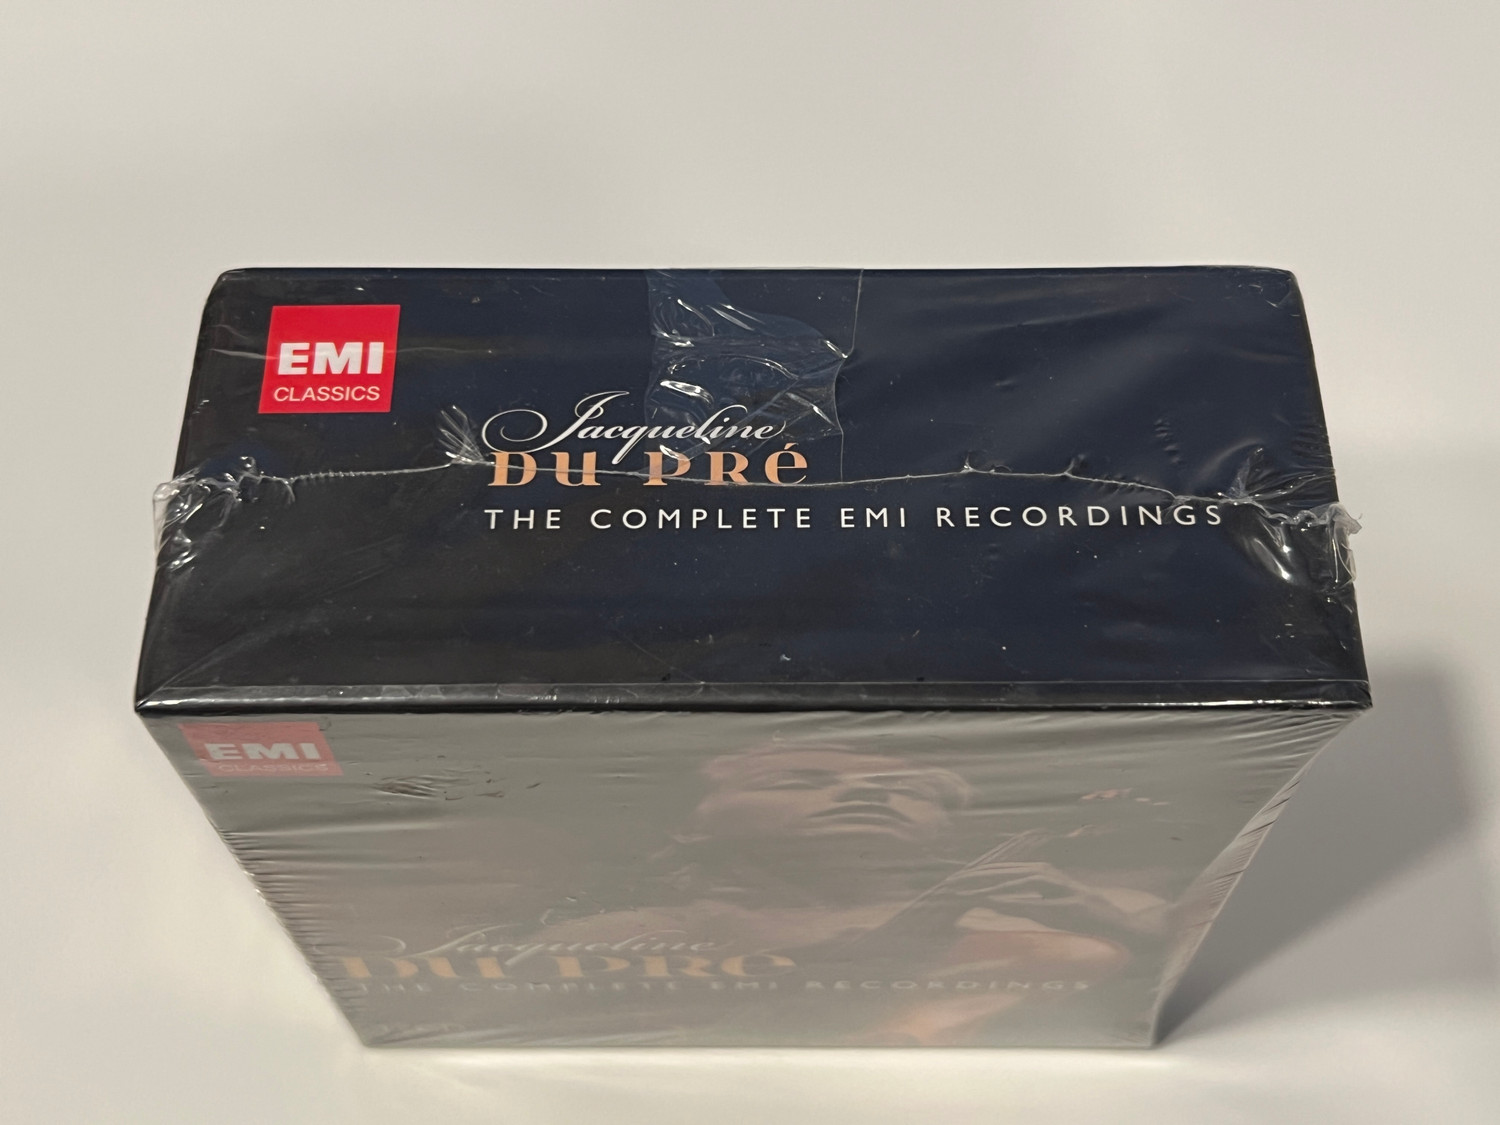 EMI
CLASSICS
Jacqueline
DU PRé
THE COMPLETE EMI RECORDINGS
EMI
CLASSICS
Jacqueline
DU PRé
THE COMPLETE EMI RECORDINGS